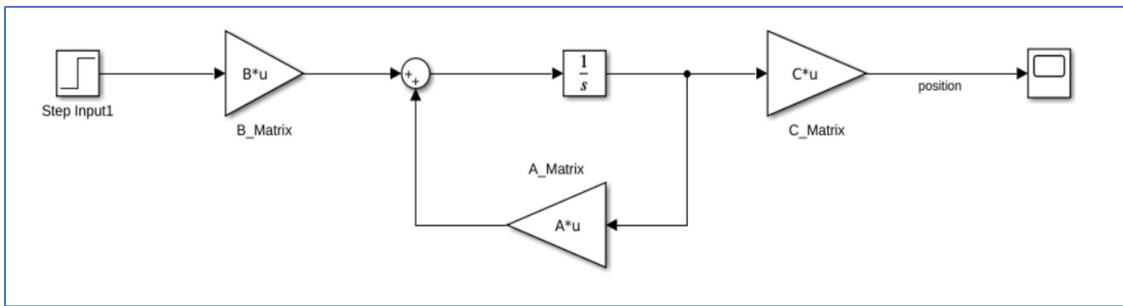 B*u
+
+
1
s
C*u
position
Step Input1
B_Matrix
C_Matrix
A_Matrix
A*u